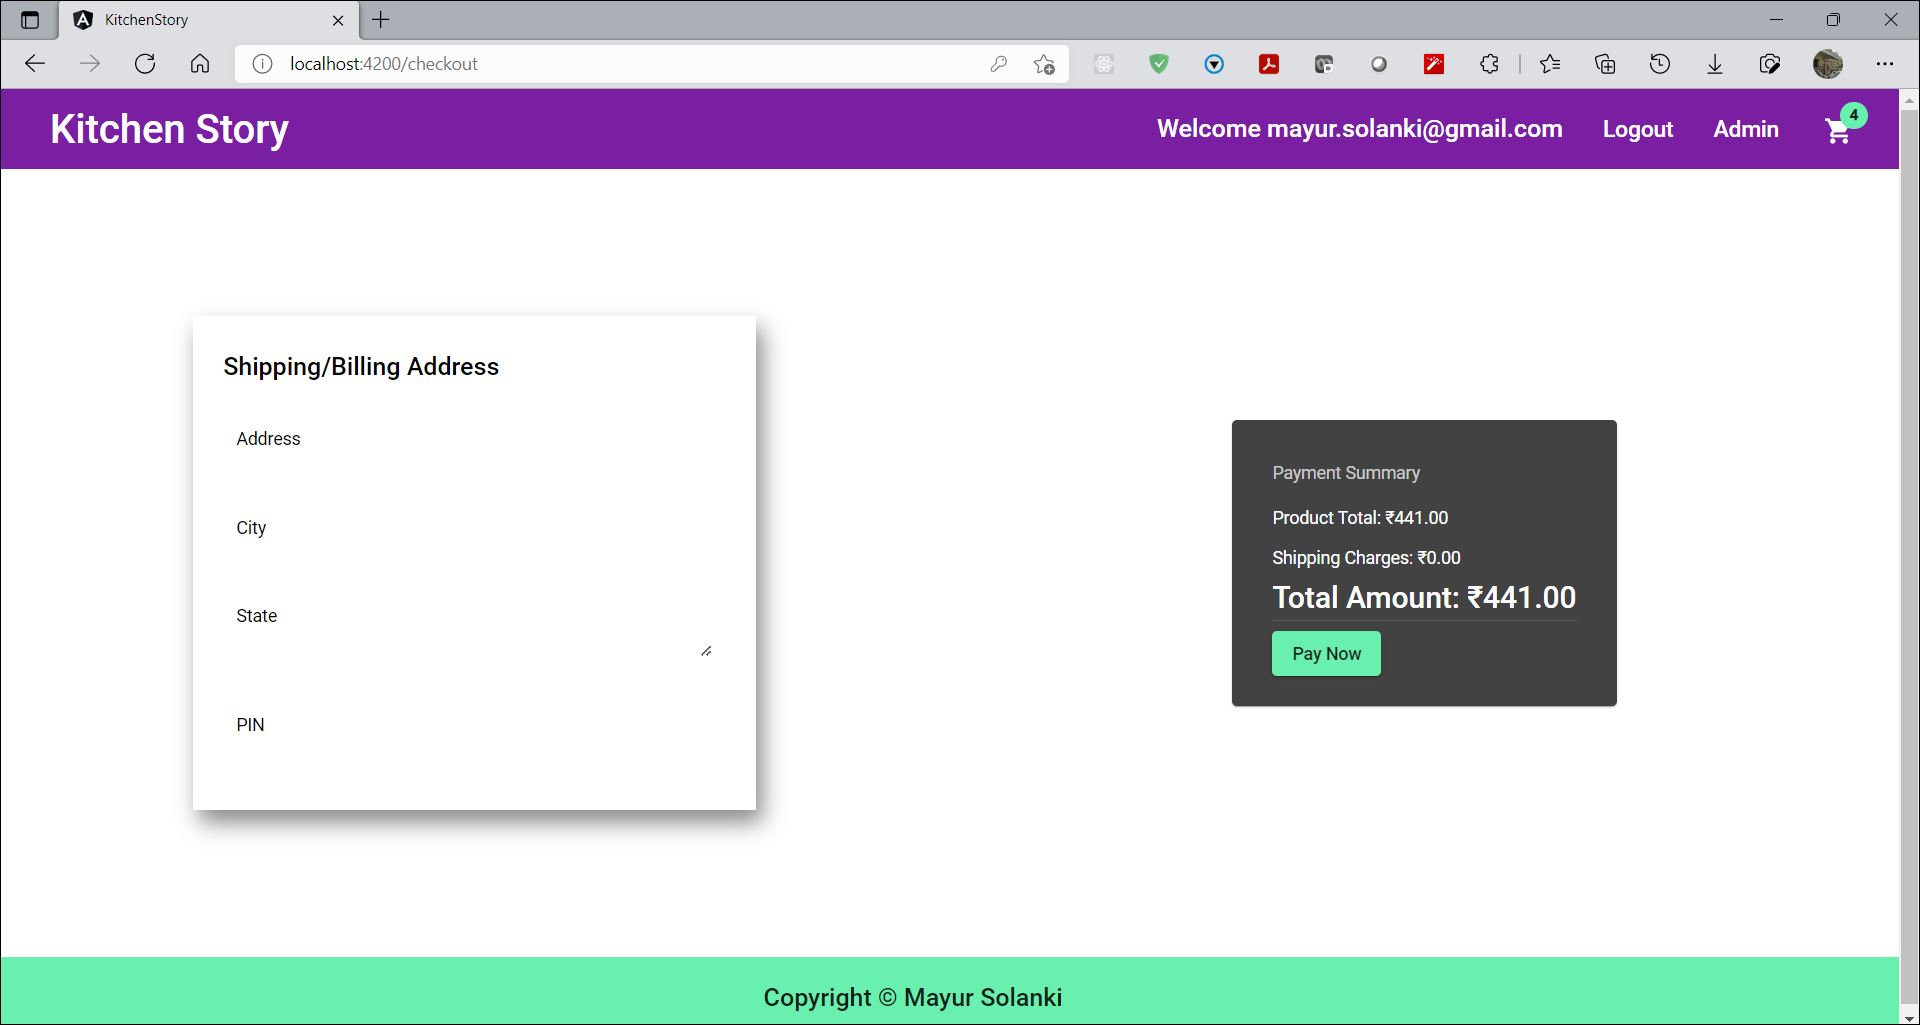 KitchenStory
localhost:4200/checkout
Kitchen Story
Welcome mayur.solanki@gmail.com
Logout
Admin
4
Shipping/Billing Address
Address
City
State
PIN
Payment Summary
Product Total: ₹441.00
Shipping Charges: ₹0.00
Total Amount: ₹441.00
Pay Now
Copyright © Mayur Solanki